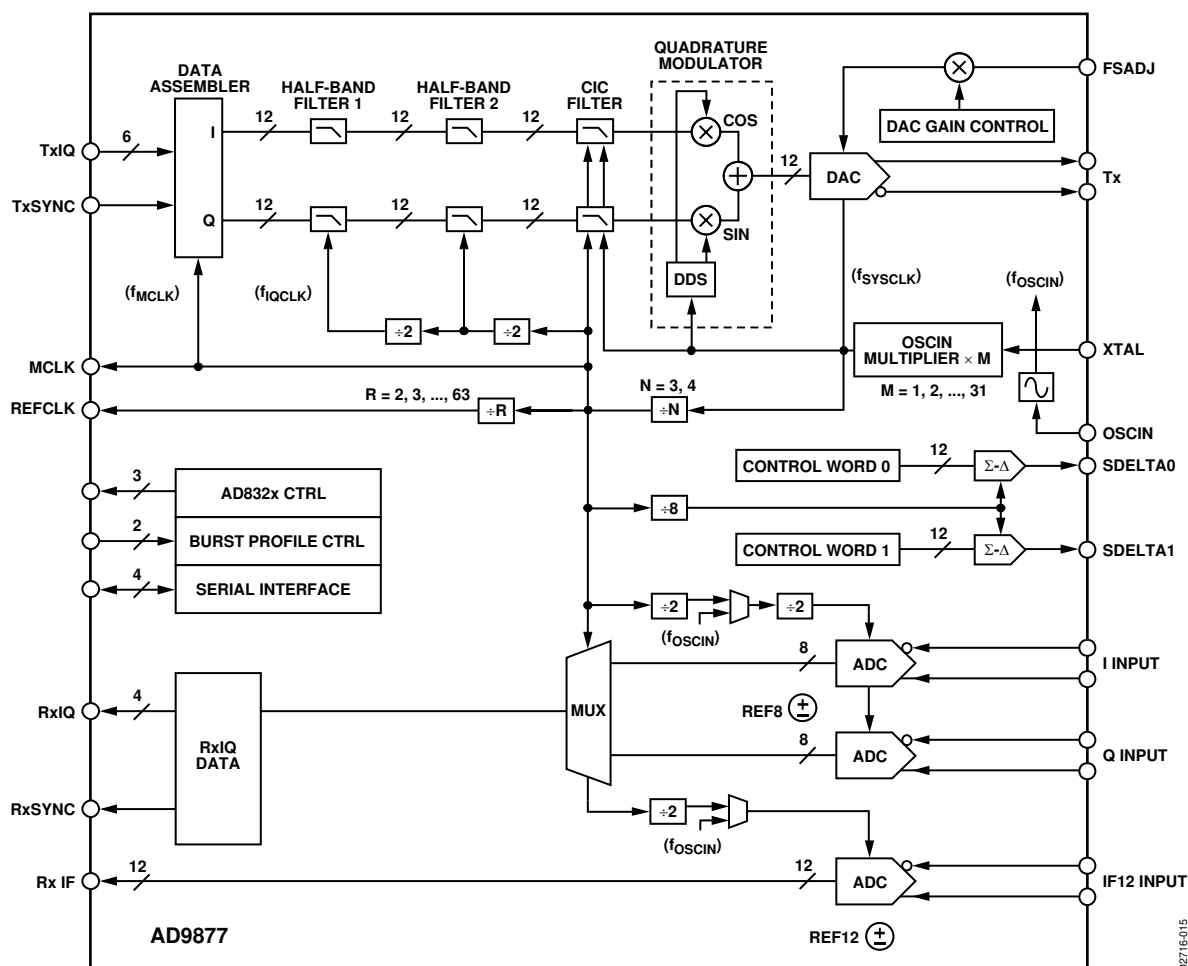 QUADRATURE
MODULATOR
DATA
ASSEMBLER
HALF-BAND
FILTER 1
HALF-BAND
FILTER 2
CIC
FILTER
FSADJ
DAC GAIN CONTROL
TxIQ
6
I
12
12
12
COS
12
DAC
Tx
TxSYNC
Q
12
12
12
SIN
DDS
(fMCLK)
(fIQCLK)
(fSYSCLK)
(fOSCIN)
÷2
÷2
OSCIN
MULTIPLIER × M
XTAL
M = 1, 2, ..., 31
MCLK
REFCLK
R = 2, 3, ..., 63
÷R
N = 3, 4
÷N
OSCIN
CONTROL WORD 0
12
Σ-Δ
SDELTA0
÷8
CONTROL WORD 1
12
Σ-Δ
SDELTA1
3
AD832x CTRL
2
BURST PROFILE CTRL
4
SERIAL INTERFACE
÷2
(fOSCIN)
÷2
MUX
8
ADC
I INPUT
REF8
8
ADC
Q INPUT
RxIQ
4
RxIQ
DATA
RxSYNC
÷2
(fOSCIN)
Rx IF
12
12
ADC
IF12 INPUT
REF12
AD9877
02716-015